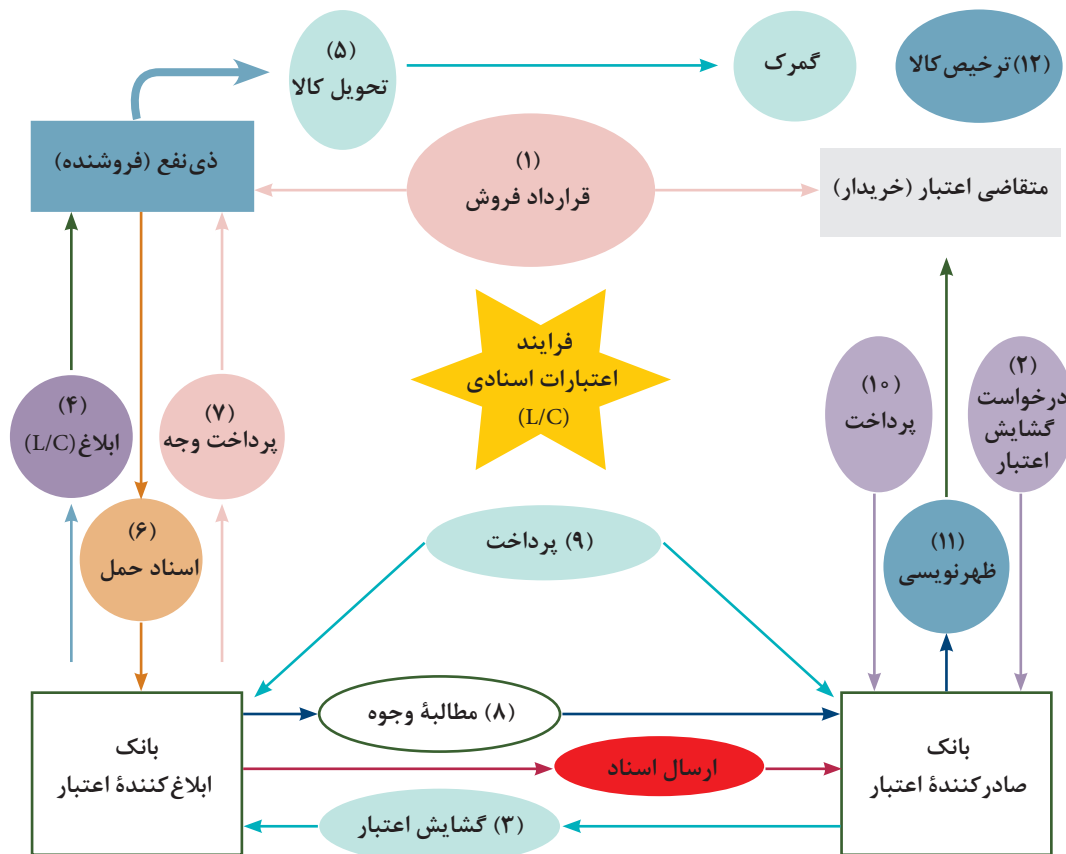 (۱۲) ترخیص کالا
گمرک
(۵)
تحویل کالا
ذی‌نفع (فروشنده)
(۱)
قرارداد فروش
متقاضی اعتبار (خریدار)
فرایند
اعتبارات اسنادی
(L/C)
(۲)
درخواست
گشایش
اعتبار
(۱۰)
پرداخت
(۷)
پرداخت وجه
(۴)
ابلاغ (L/C)
(۶)
اسناد حمل
(۹) پرداخت
(۱۱)
ظهرنویسی
بانک
صادرکنندهٔ اعتبار
(۸) مطالبهٔ وجوه
ارسال اسناد
(۳) گشایش اعتبار
بانک
ابلاغ‌کنندهٔ اعتبار